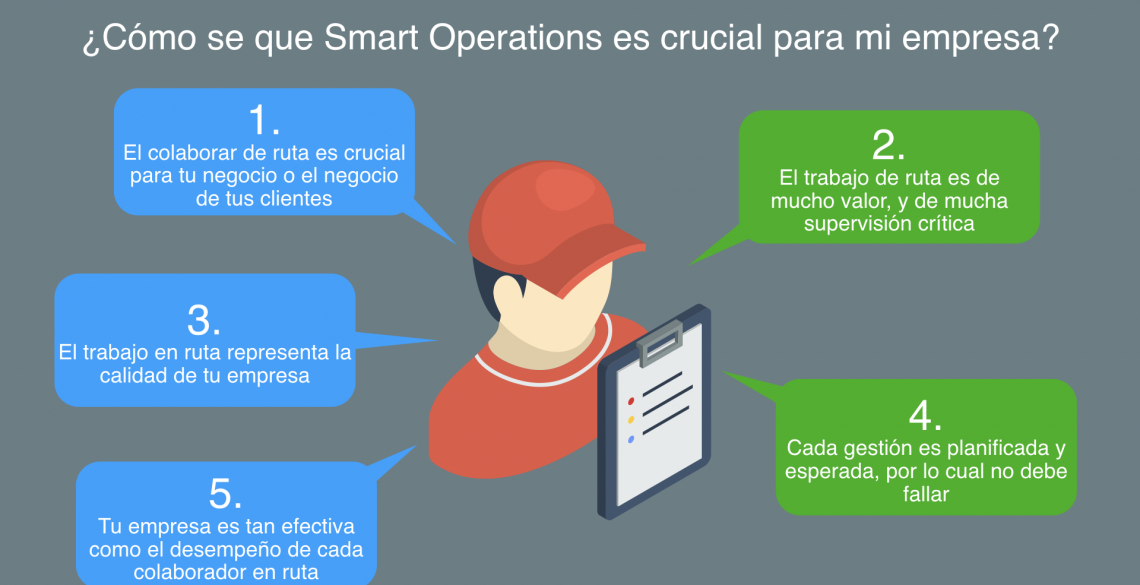 ¿Cómo se que Smart Operations es crucial para mi empresa?
1.
El colaborar de ruta es crucial
para tu negocio o el negocio
de tus clientes
2.
El trabajo de ruta es de
mucho valor, y de mucha
supervisión crítica
3.
El trabajo en ruta representa la
calidad de tu empresa
4.
Cada gestión es planificada y
esperada, por lo cual no debe
fallar
5.
Tu empresa es tan efectiva
como el desempeño de cada
colaborador en ruta